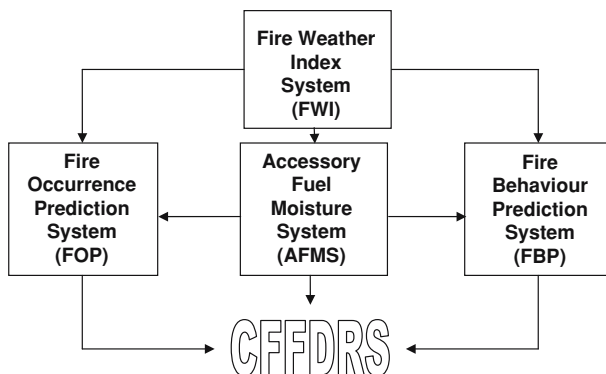 Fire Weather
Index
System
(FWI)
Fire
Occurrence
Prediction
System
(FOP)
Accessory
Fuel
Moisture
System
(AFMS)
Fire
Behaviour
Prediction
System
(FBP)
CFFDRS